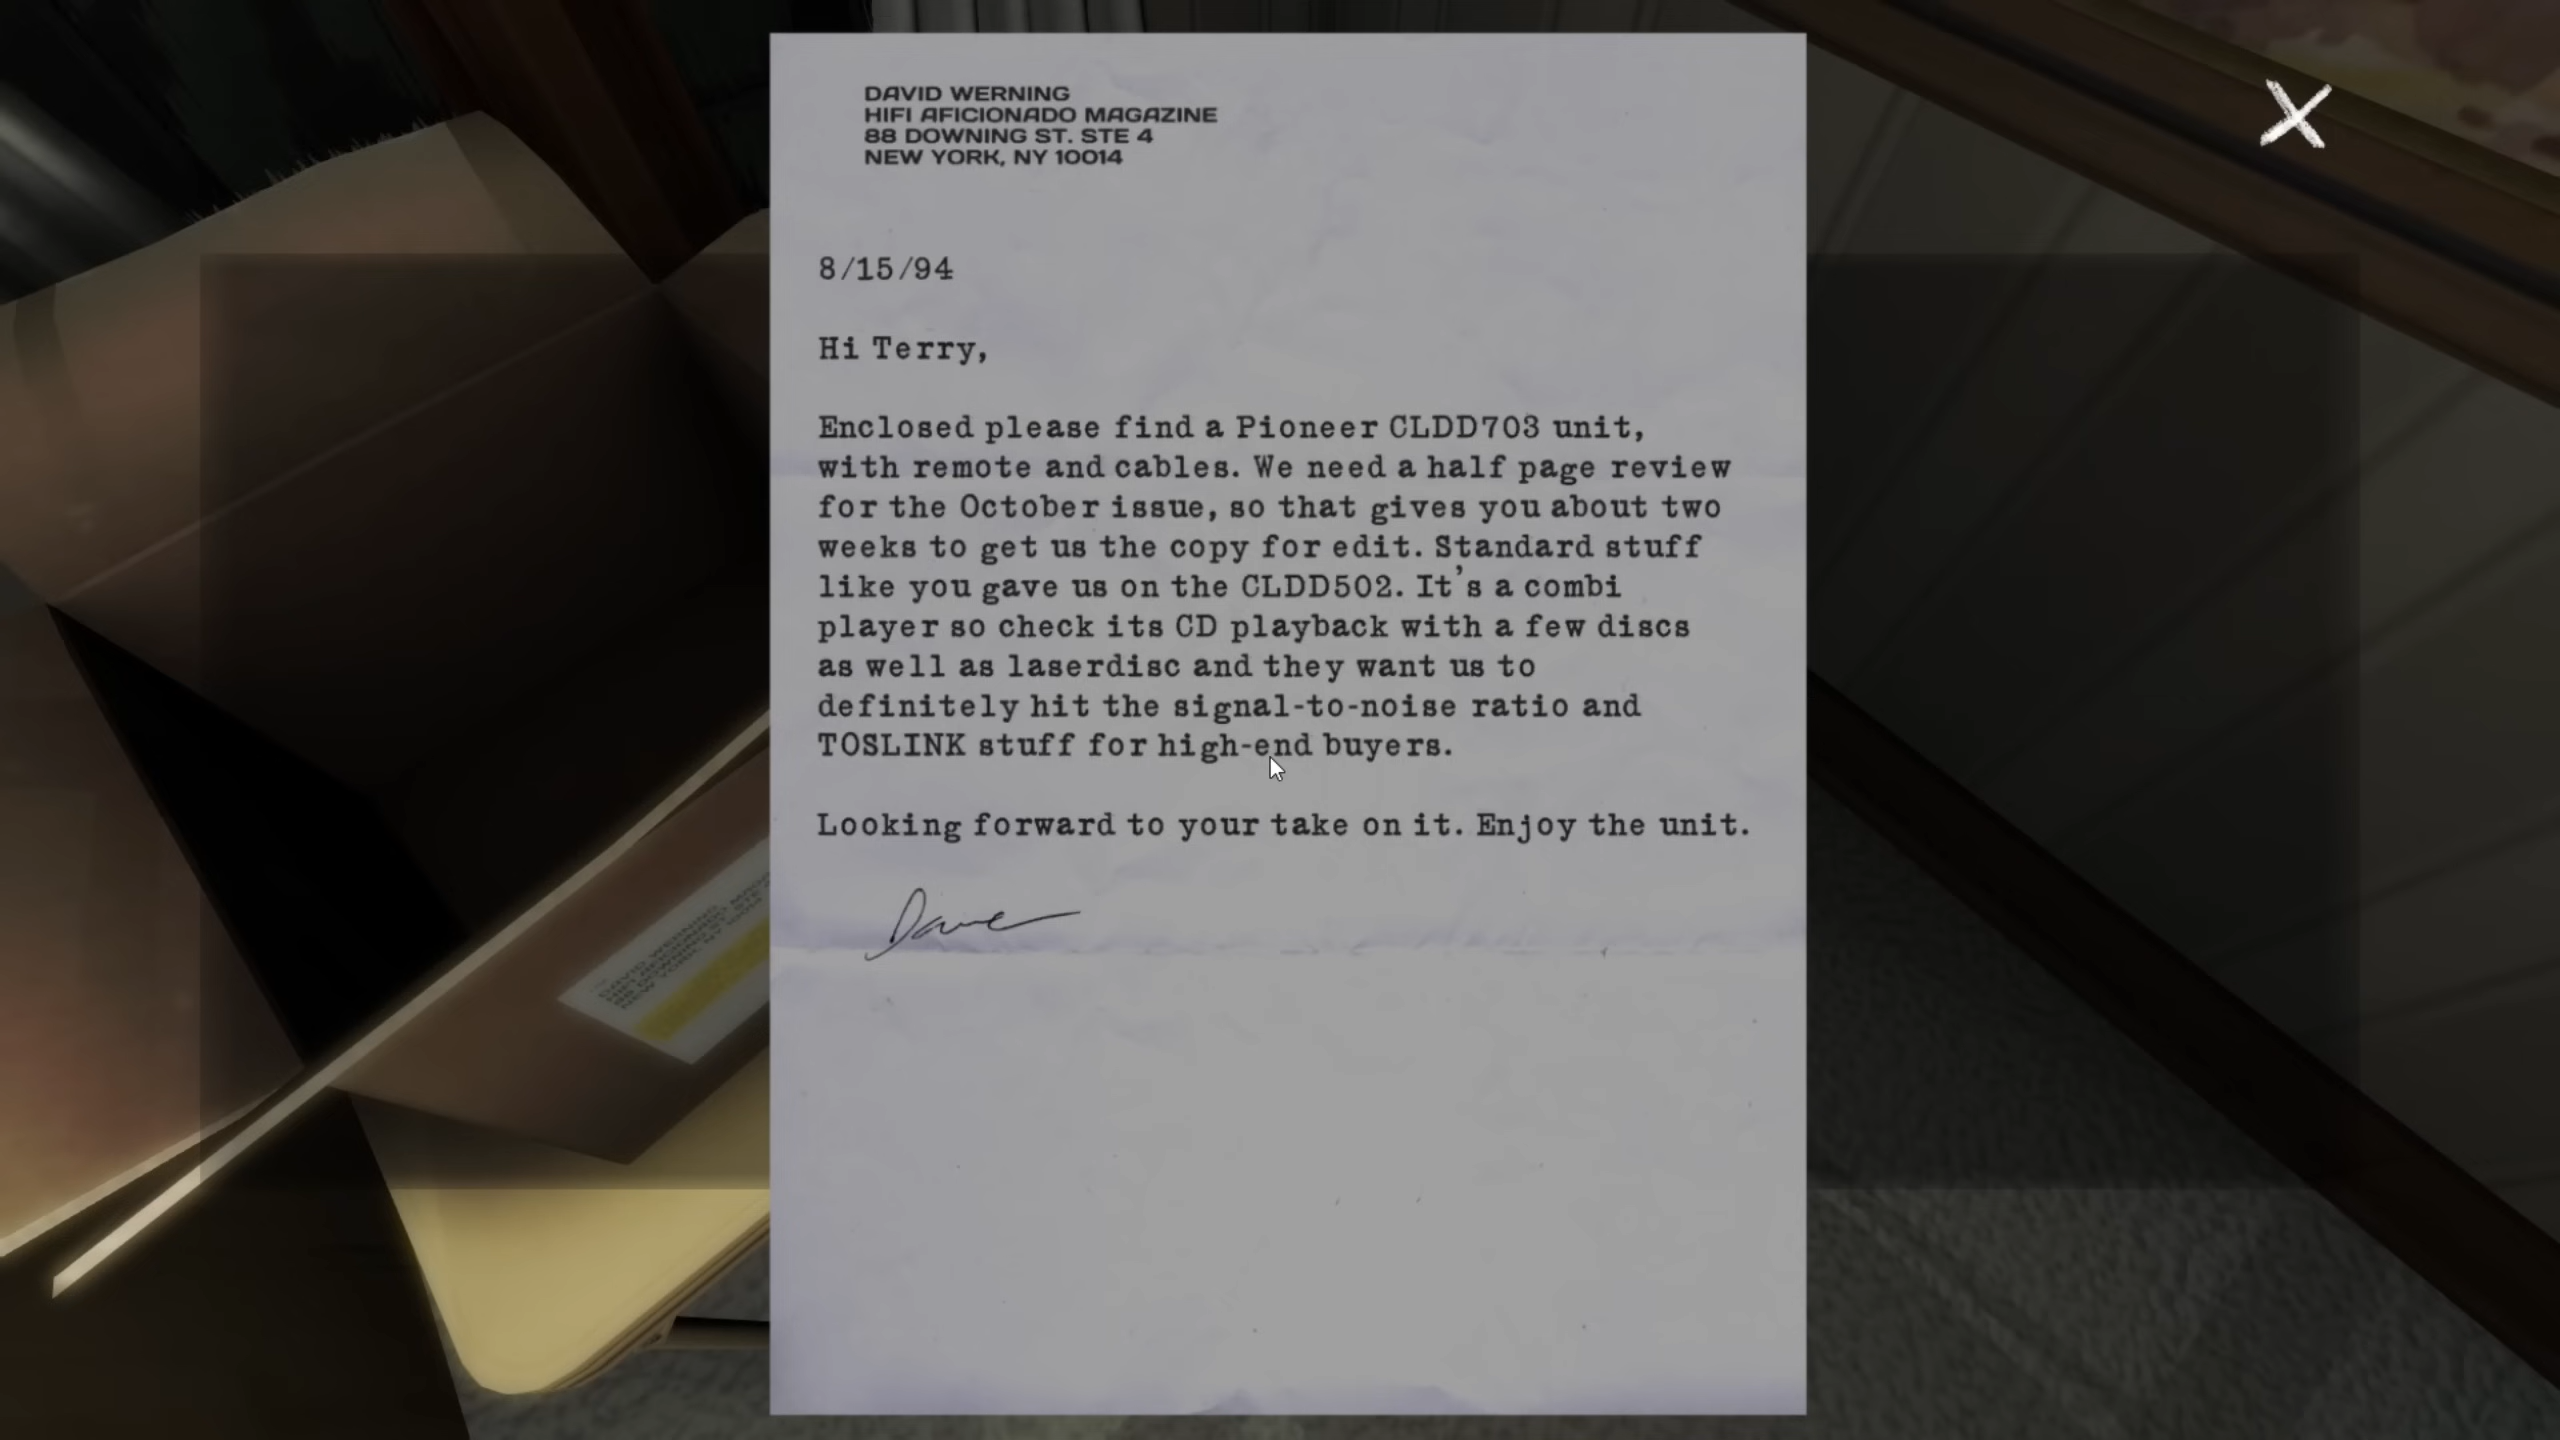 DAVID WERNING
HIFI AFICIONADO MAGAZINE
88 DOWNING ST. STE 4
NEW YORK, NY 10014
8/15/94
Hi Terry,
Enclosed please find a Pioneer CLDD703 unit,
with remote and cables. We need a half page review
for the October issue, so that gives you about two
weeks to get us the copy for edit. Standard stuff
like you gave us on the CLDD502. It's a combi
player so check its CD playback with a few discs
as well as laserdisc and they want us to
definitely hit the signal-to-noise ratio and
TOSLINK stuff for high-end buyers.
Looking forward to your take on it. Enjoy the unit.
Dave
DAVID WERNING